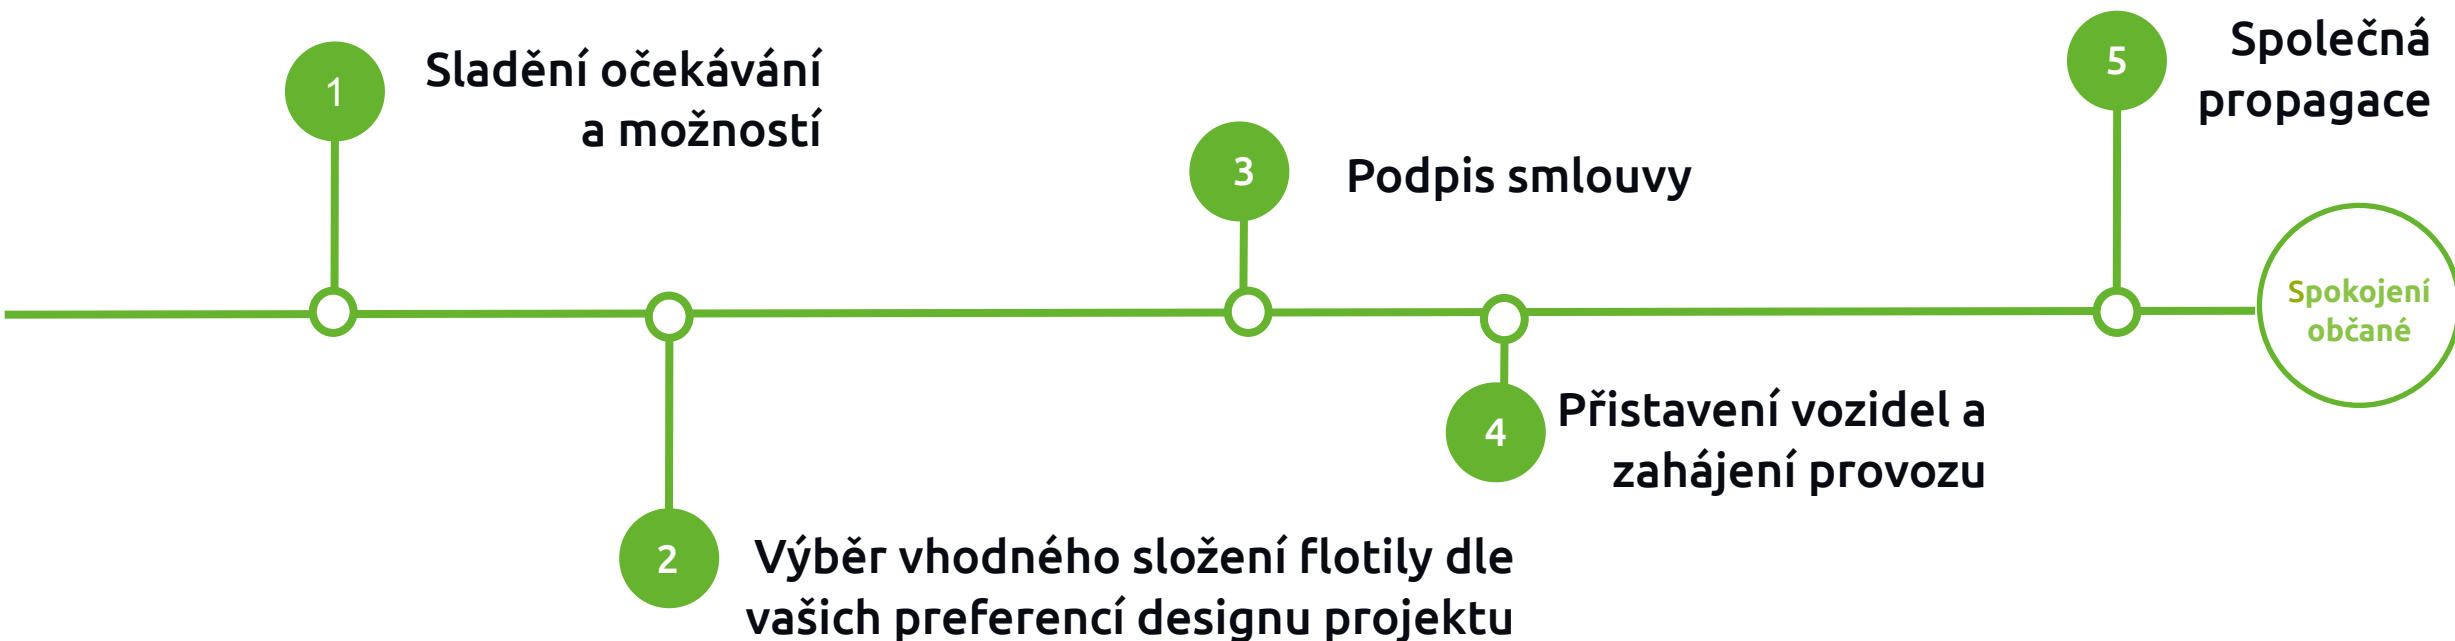 1
Sladění očekávání
a možností
2
Výběr vhodného složení flotily dle
vašich preferencí designu projektu
3
Podpis smlouvy
4
Přistavení vozidel a
zahájení provozu
5
Společná
propagace
Spokojení
občané